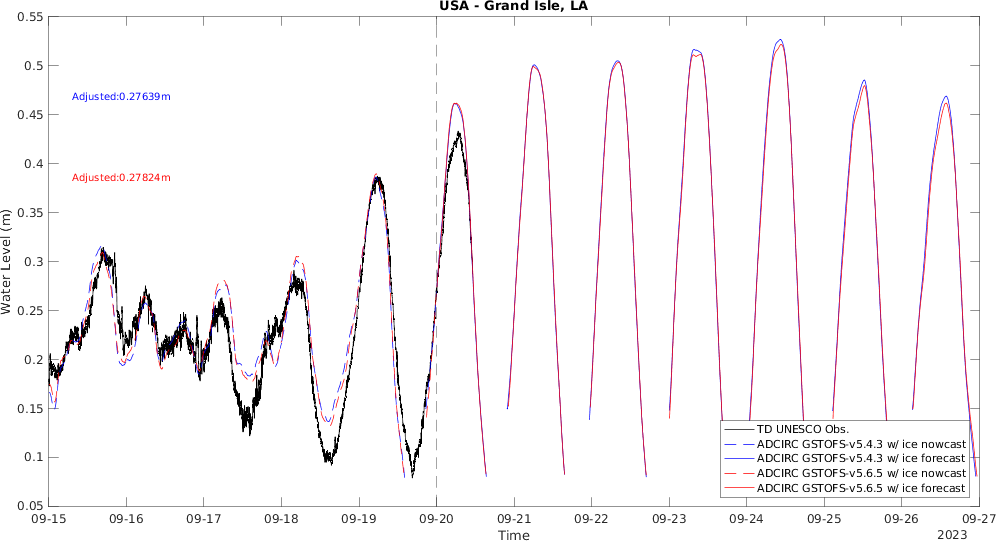 USA - Grand Isle, LA
0.55
0.5
0.45
0.4
0.35
0.3
0.25
0.2
0.15
0.1
0.05
Water Level (m)
Adjusted:0.27639m
Adjusted:0.27824m
TD UNESCO Obs.
ADCIRC GSTOFS-v5.4.3 w/ ice nowcast
ADCIRC GSTOFS-v5.4.3 w/ ice forecast
ADCIRC GSTOFS-v5.6.5 w/ ice nowcast
ADCIRC GSTOFS-v5.6.5 w/ ice forecast
09-15 09-16 09-17 09-18 09-19 09-20 09-21 09-22 09-23 09-24 09-25 09-26 09-27
Time
2023